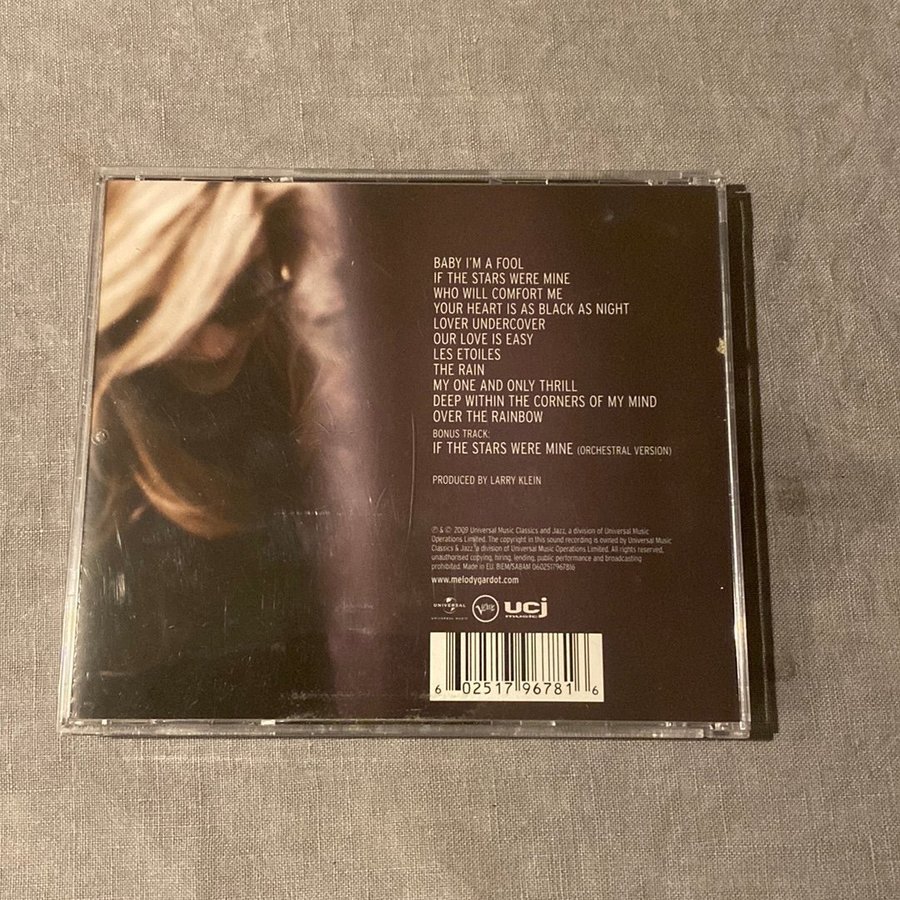 BABY I'M A FOOL
IF THE STARS WERE MINE
WHO WILL COMFORT ME
YOUR HEART IS AS BLACK AS NIGHT
LOVER UNDERCOVER
OUR LOVE IS EASY
LES ETOILES
THE RAIN
MY ONE AND ONLY THRILL
DEEP WITHIN THE CORNERS OF MY MIND
OVER THE RAINBOW
BONUS TRACK:
IF THE STARS WERE MINE (ORCHESTRAL VERSION)
PRODUCED BY LARRY KLEIN
℗ & © 2009 Universal Music Classics and Jazz, a division of Universal Music
Operations Limited. The copyright in this sound recording is owned by Universal Music
Classics & Jazz, a division of Universal Music Operations Limited. All rights reserved,
unauthorised copying, hiring, lending, public performance and broadcasting
prohibited. Made in EU. BIEM/SABAM 0602517967816
www.melodygardot.com
UNIVERSAL
UNIVERSAL MUSIC
Verve
ucj
music
6 02517 96781 6